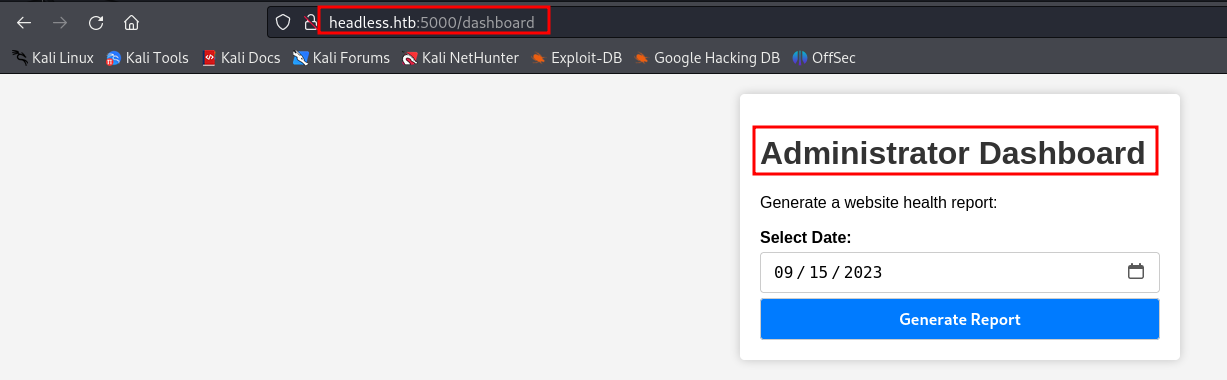 headless.htb:5000/dashboard
Kali Linux Kali Tools Kali Docs Kali Forums Kali NetHunter Exploit-DB Google Hacking DB OffSec
Administrator Dashboard
Generate a website health report:
Select Date:
09/15/2023
Generate Report